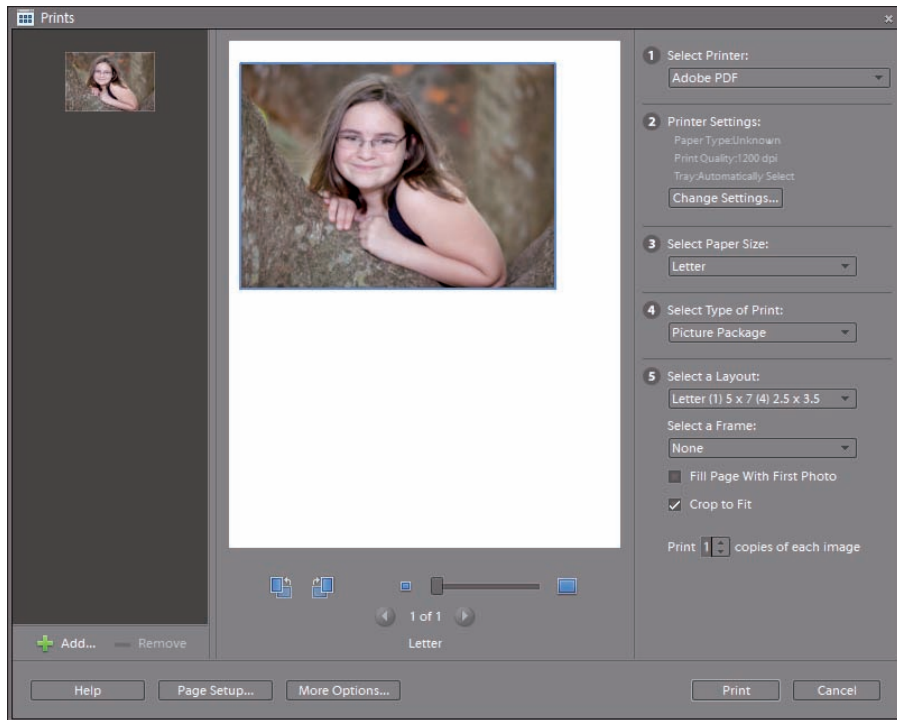 Prints
1 Select Printer:
Adobe PDF
2 Printer Settings:
Paper Type:Unknown
Print Quality:1200 dpi
Tray:Automatically Select
Change Settings...
3 Select Paper Size:
Letter
4 Select Type of Print:
Picture Package
5 Select a Layout:
Letter (1) 5 x 7 (4) 2.5 x 3.5
Select a Frame:
None
Fill Page With First Photo
Crop to Fit
Print 1 copies of each image
1 of 1
Letter
Add... Remove
Help Page Setup... More Options... Print Cancel